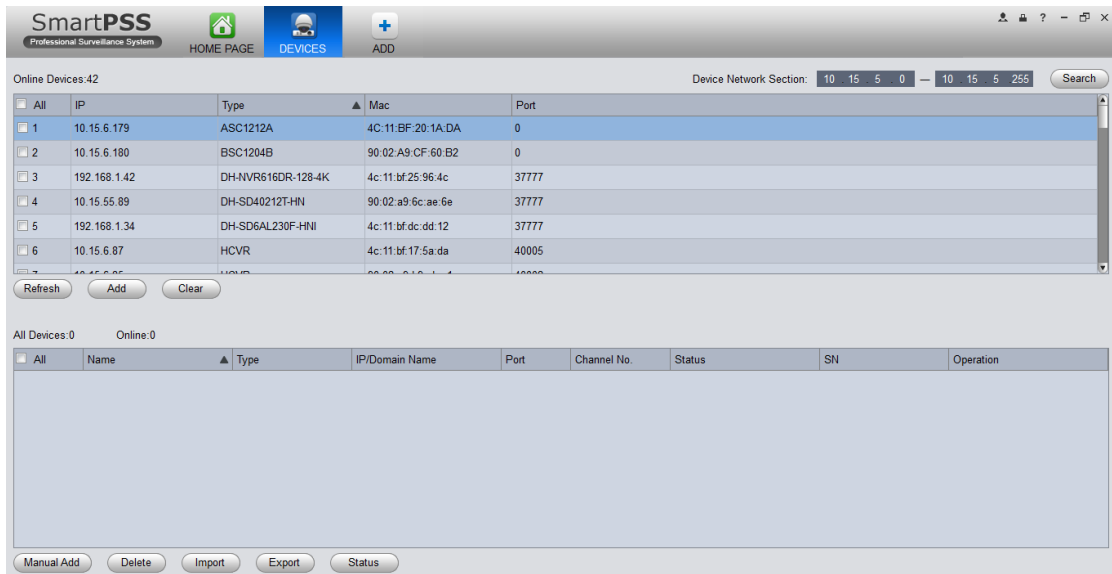 SmartPSS
Professional Surveillance System
HOME PAGE
DEVICES
ADD
Online Devices:42
Device Network Section: 10 . 15 . 5 . 0 — 10 . 15 . 5 . 255
Search
All IP Type Mac Port
1 10.15.6.179 ASC1212A 4C:11:BF:20:1A:DA 0
2 10.15.6.180 BSC1204B 90:02:A9:CF:60:B2 0
3 192.168.1.42 DH-NVR616DR-128-4K 4c:11:bf:25:96:4c 37777
4 10.15.55.89 DH-SD40212T-HN 90:02:a9:6c:ae:6e 37777
5 192.168.1.34 DH-SD6AL230F-HNI 4c:11:bf:dc:dd:12 37777
6 10.15.6.87 HCVR 4c:11:bf:17:5a:da 40005
Refresh Add Clear
All Devices:0 Online:0
All Name Type IP/Domain Name Port Channel No. Status SN Operation
Manual Add Delete Import Export Status